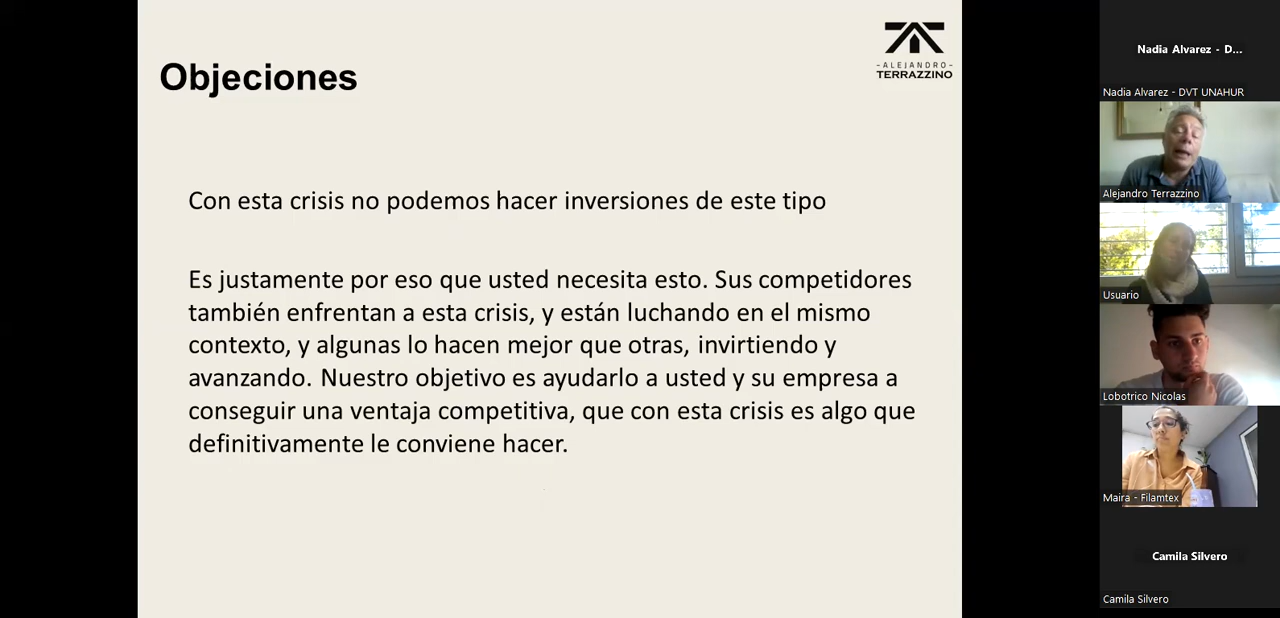 Objeciones
-ALEJANDRO-
TERRAZZINO
Con esta crisis no podemos hacer inversiones de este tipo
Es justamente por eso que usted necesita esto. Sus competidores
también enfrentan a esta crisis, y están luchando en el mismo
contexto, y algunas lo hacen mejor que otras, invirtiendo y
avanzando. Nuestro objetivo es ayudarlo a usted y su empresa a
conseguir una ventaja competitiva, que con esta crisis es algo que
definitivamente le conviene hacer.
Nadia Alvarez - D...
Nadia Alvarez - DVT UNAHUR
Alejandro Terrazzino
Usuario
Lobotrico Nicolas
Maira - Filamtex
Camila Silvero
Camila Silvero